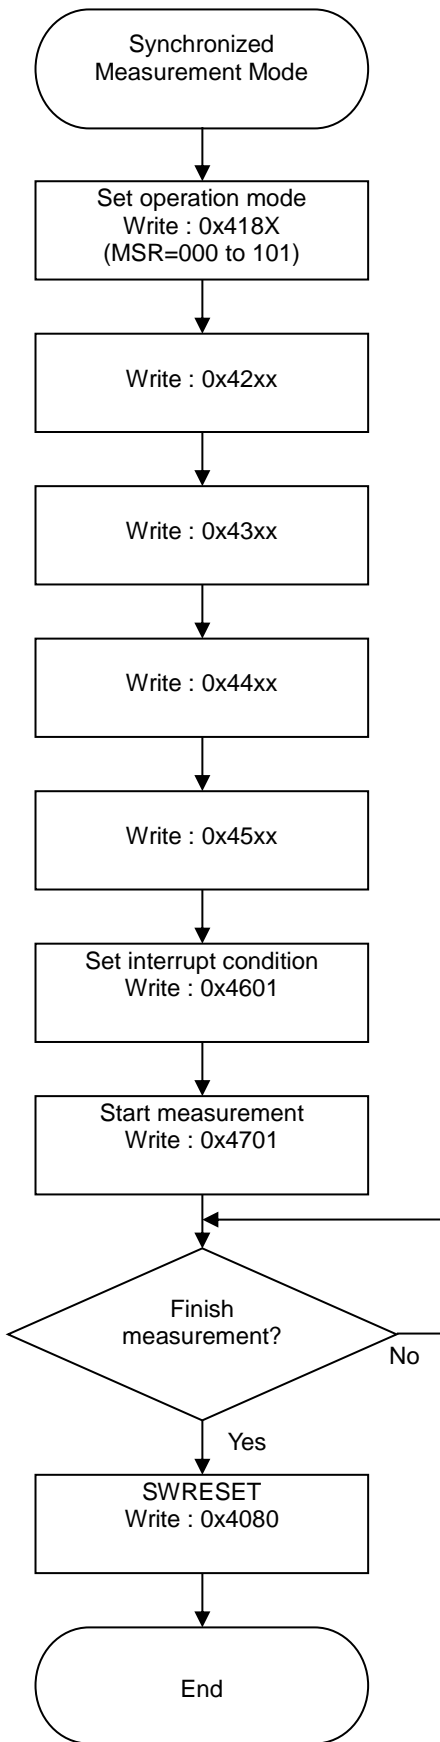 Synchronized
Measurement Mode
Set operation mode
Write : 0x418X
(MSR=000 to 101)
Write : 0x42xx
Write : 0x43xx
Write : 0x44xx
Write : 0x45xx
Set interrupt condition
Write : 0x4601
Start measurement
Write : 0x4701
Finish
measurement?
No
Yes
SWRESET
Write : 0x4080
End